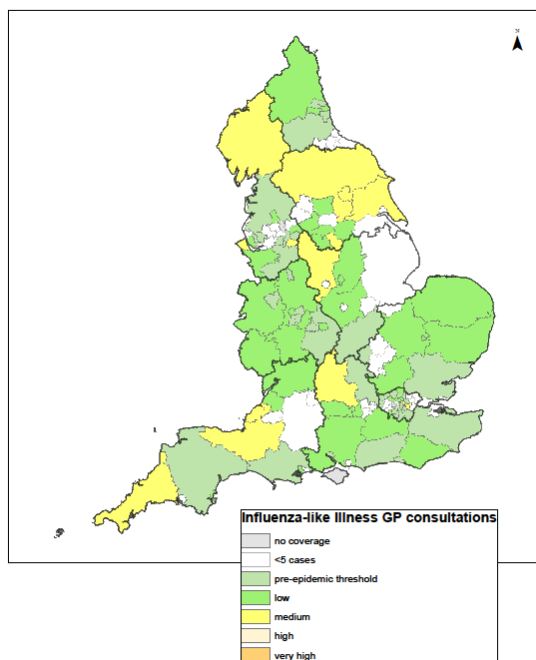 Influenza-like Illness GP consultations
no coverage
<5 cases
pre-epidemic threshold
low
medium
high
very high